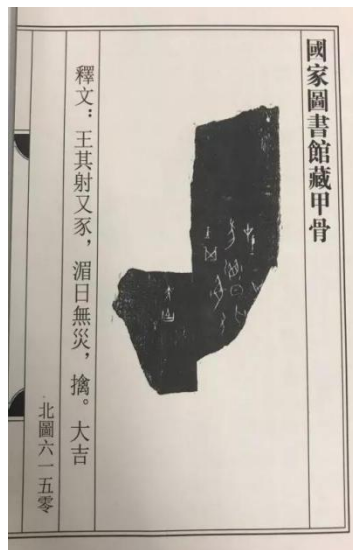 國家圖書館藏甲骨
釋文：王其射又豕，湄日無災，擒。大吉
北圖六一五零